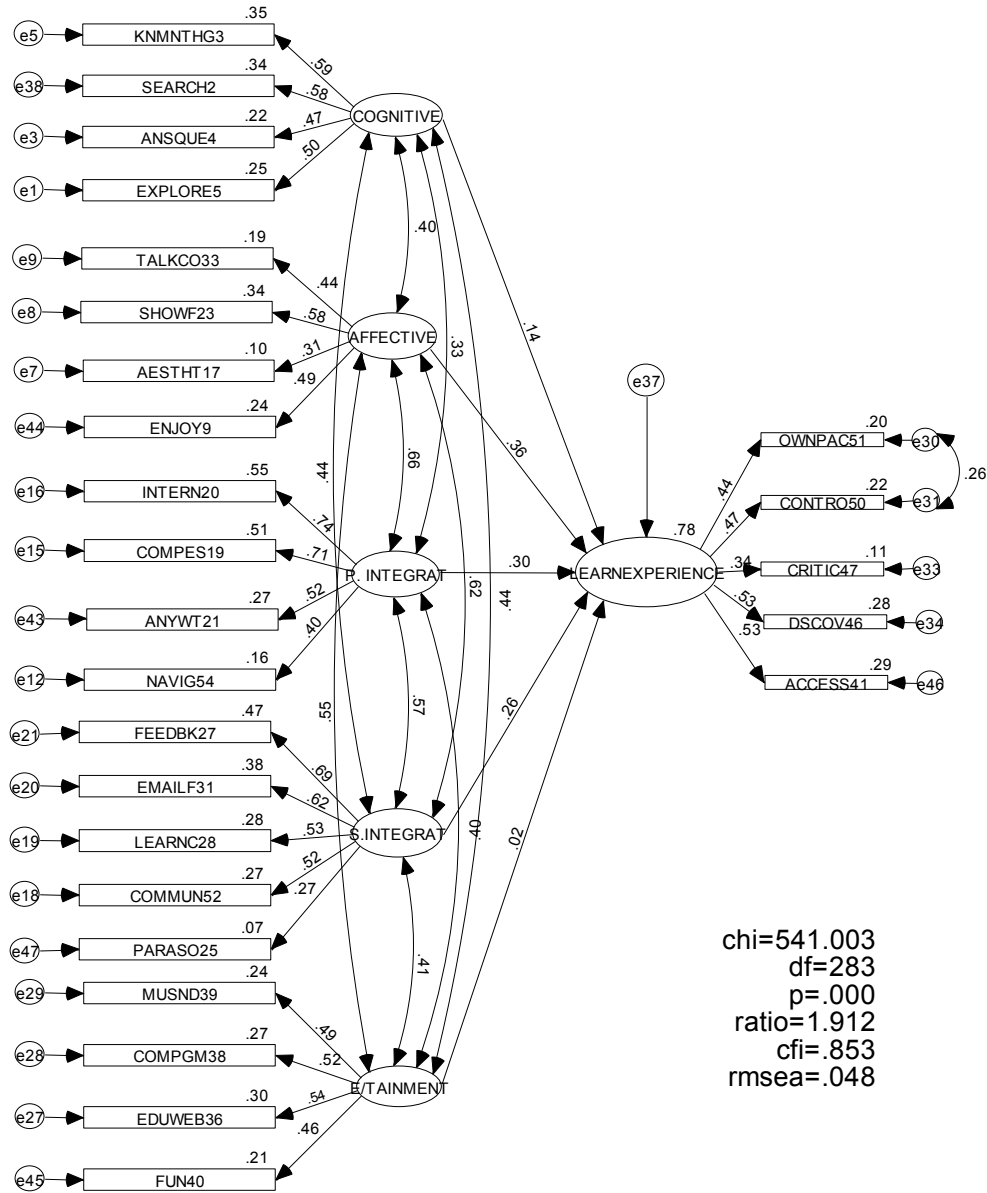 .35
e5
KNMNTHG3
.59
.34
e38
SEARCH2
.58
COGNITIVE
.22
e3
ANSQUE4
.47
.25
e1
EXPLORE5
.50
.40
.19
e9
TALKCO33
.44
.34
e8
SHOWF23
.58
AFFECTIVE
.14
.33
.10
e7
AESTHT17
.31
e37
.24
e44
ENJOY9
.49
.36
.20
OWNPAC51
e30
.44
.66
.26
.55
e16
INTERN20
.74
.44
.22
CONTRO50
e31
.47
.51
e15
COMPES19
.71
.78
P. INTEGRAT
.30
LEARNEXPERIENCE
.34
.11
CRITIC47
e33
.62
.44
.27
e43
ANYWT21
.52
.53
.28
DSCOV46
e34
.16
e12
NAVIG54
.40
.53
.29
ACCESS41
e46
.55
.57
.26
.47
e21
FEEDBK27
.69
.38
e20
EMAILF31
.62
.28
e19
LEARNC28
.53
S.INTEGRAT
.40
.02
.27
e18
COMMUN52
.52
.07
e47
PARASO25
.27
.41
.24
e29
MUSND39
.49
.27
e28
COMPGM38
.52
E/TAINMENT
.30
e27
EDUWEB36
.54
.21
e45
FUN40
.46
chi=541.003
df=283
p=.000
ratio=1.912
cfi=.853
rmsea=.048